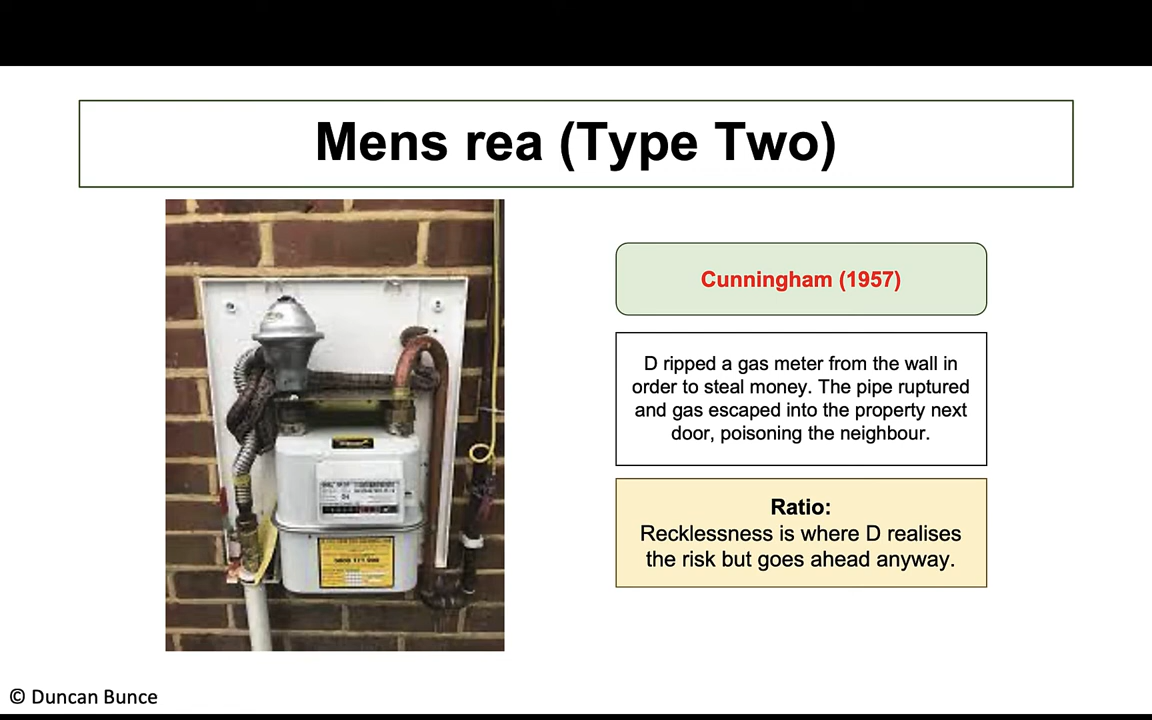 Mens rea (Type Two)
Cunningham (1957)
D ripped a gas meter from the wall in
order to steal money. The pipe ruptured
and gas escaped into the property next
door, poisoning the neighbour.
Ratio:
Recklessness is where D realises
the risk but goes ahead anyway.
© Duncan Bunce